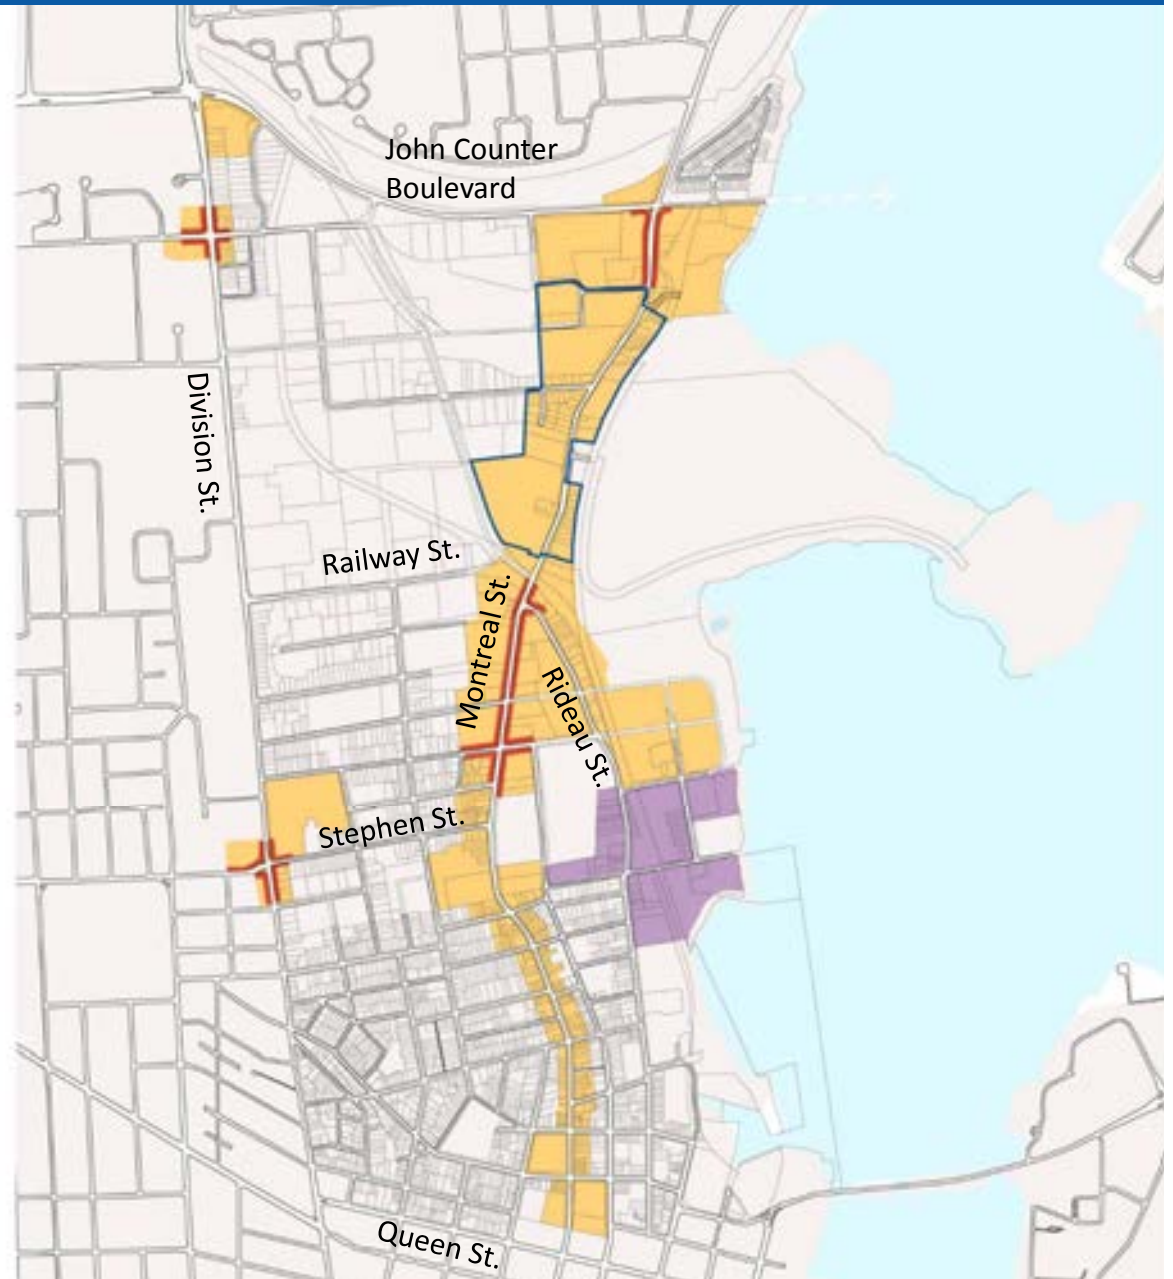 John Counter
Boulevard
Division St.
Railway St.
Montreal St.
Rideau St.
Stephen St.
Queen St.